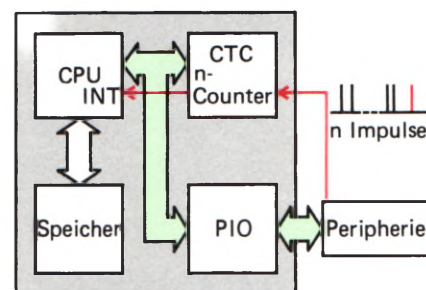 CPU
INT
CTC
n-
Counter
n Impulse
Speicher
PIO
Peripherie